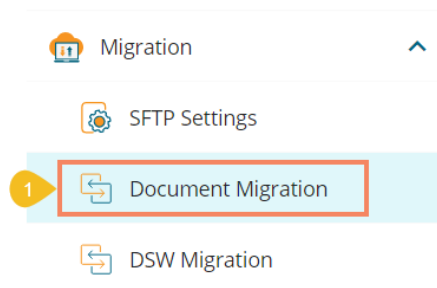 Migration
SFTP Settings
1
Document Migration
DSW Migration